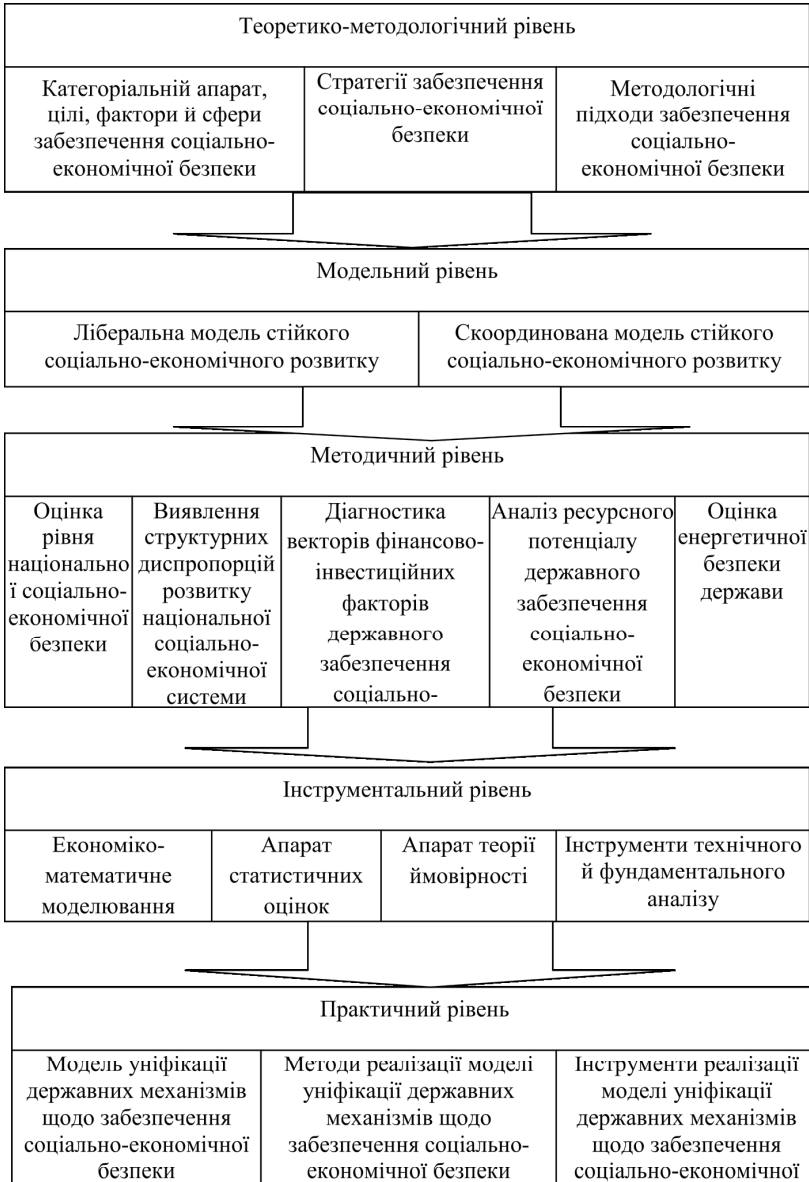 Теоретико-методологічний рівень
Категоріальній апарат,
цілі, фактори й сфери
забезпечення соціально-
економічної безпеки
Стратегії забезпечення
соціально-економічної
безпеки
Методологічні
підходи забезпечення
соціально-
економічної безпеки
Модельний рівень
Ліберальна модель стійкого
соціально-економічного розвитку
Скоординована модель стійкого
соціально-економічного розвитку
Методичний рівень
Оцінка
рівня
національно
ї соціально-
економічної
безпеки
Виявлення
структурних
диспропорцій
розвитку
національної
соціально-
економічної
системи
Діагностика
векторів фінансово-
інвестиційних
факторів
державного
забезпечення
соціально-
Аналіз ресурсного
потенціалу
державного
забезпечення
соціально-
економічної
безпеки
Оцінка
енергетичної
безпеки
держави
Інструментальний рівень
Економіко-
математичне
моделювання
Апарат
статистичних
оцінок
Апарат теорії
ймовірності
Інструменти технічного
й фундаментального
аналізу
Практичний рівень
Модель уніфікації
державних механізмів
щодо забезпечення
соціально-економічної
безпеки
Методи реалізації моделі
уніфікації державних
механізмів щодо
забезпечення соціально-
економічної безпеки
Інструменти реалізації
моделі уніфікації
державних механізмів
щодо забезпечення
соціально-економічної